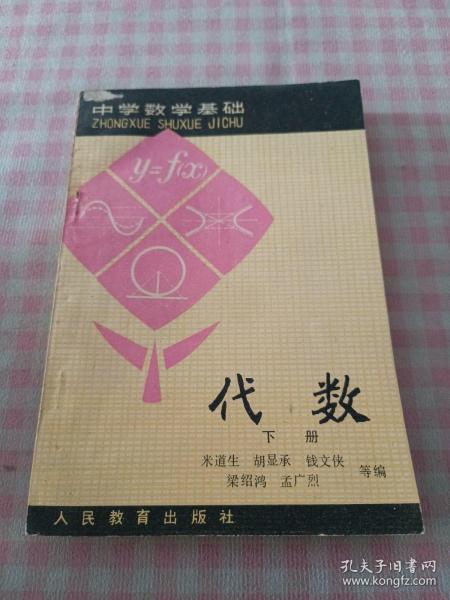 中学数学基础
ZHONGXUE SHUXUE JICHU
y=f(x)
代数
下册
米道生 胡显承 钱文侠
梁绍鸿 孟广烈 等编
人民教育出版社
孔夫子旧书网
www.kongfz.com